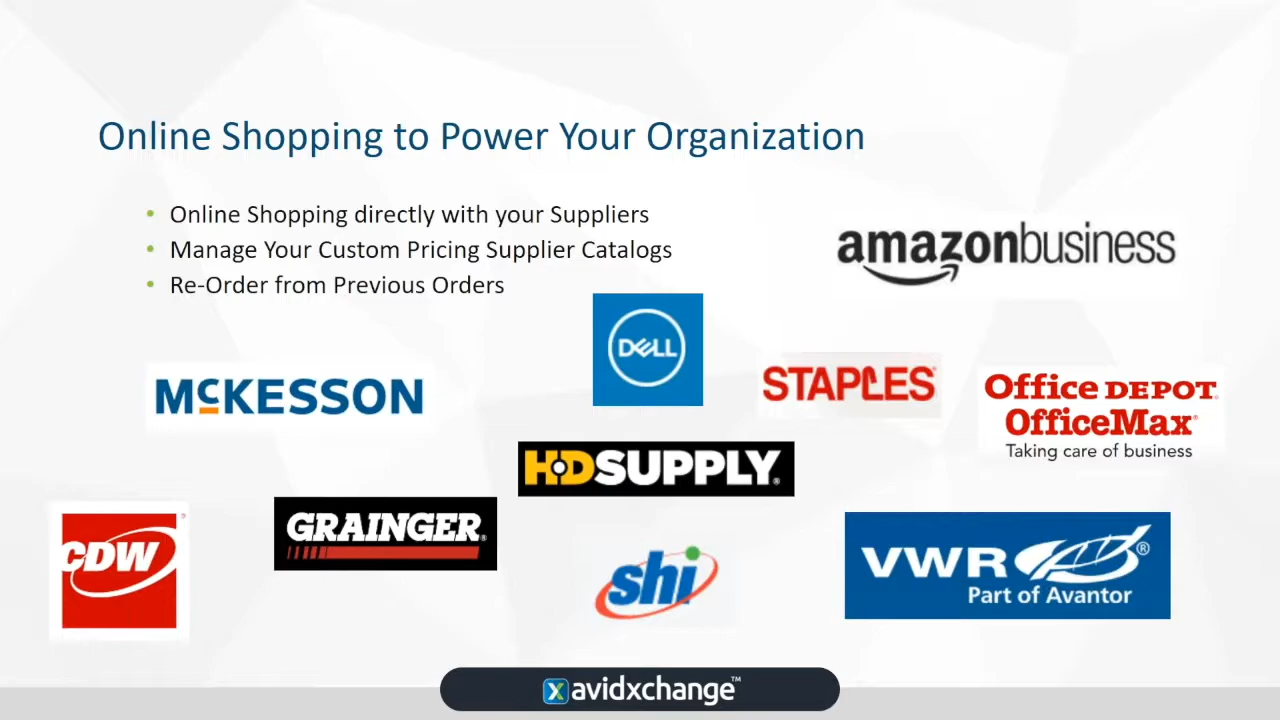 Online Shopping to Power Your Organization
• Online Shopping directly with your Suppliers
• Manage Your Custom Pricing Supplier Catalogs
• Re-Order from Previous Orders
amazonbusiness
DELL
McKESSON
STAPLES
Office DEPOT.
OfficeMax®
Taking care of business
HDSUPPLY®
GRAINGER®
CDW®
shi
VWR®
Part of Avantor
x avidxchange™